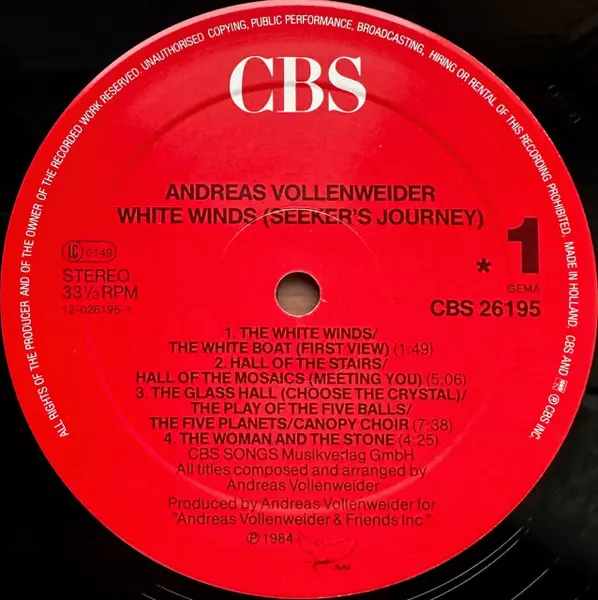 ALL RIGHTS OF THE PRODUCER AND OF THE OWNER OF THE RECORDED WORK RESERVED. UNAUTHORISED COPYING, PUBLIC PERFORMANCE, BROADCASTING, HIRING OR RENTAL OF THIS RECORDING PROHIBITED. MADE IN HOLLAND. CBS AND ® CBS INC.
CBS
ANDREAS VOLLENWEIDER
WHITE WINDS (SEEKER'S JOURNEY)
LC 0149
STEREO
33 1/3 RPM
12-026195-1
* 1
GEMA
CBS 26195
1. THE WHITE WINDS/
THE WHITE BOAT (FIRST VIEW) (1:49)
2. HALL OF THE STAIRS/
HALL OF THE MOSAICS (MEETING YOU) (5:06)
3. THE GLASS HALL (CHOOSE THE CRYSTAL)/
THE PLAY OF THE FIVE BALLS/
THE FIVE PLANETS/CANOPY CHOIR (7:38)
4. THE WOMAN AND THE STONE (4:25)
CBS SONGS Musikverlag GmbH
All titles composed and arranged by
Andreas Vollenweider
Produced by Andreas Vollenweider for
"Andreas Vollenweider & Friends Inc"
℗ 1984